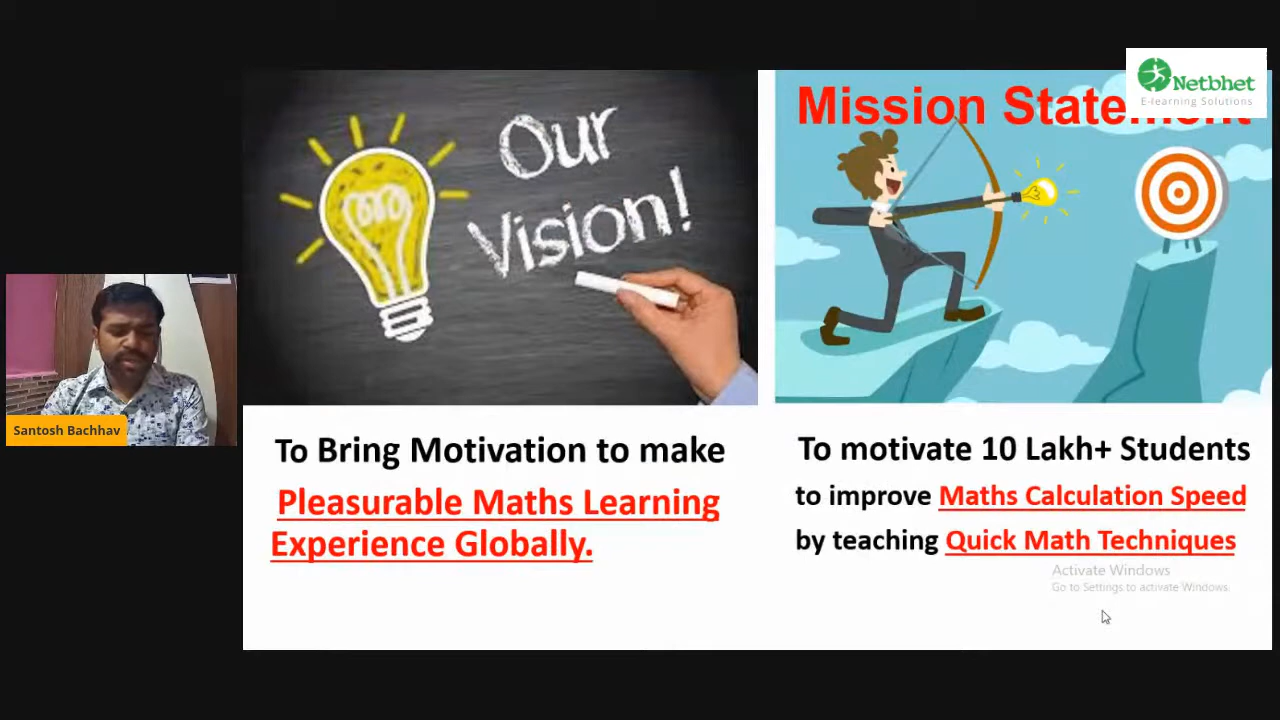 Netbhet
E-learning Solutions
Our
Vision!
Mission Statement
To Bring Motivation to make
Pleasurable Maths Learning
Experience Globally.
To motivate 10 Lakh+ Students
to improve Maths Calculation Speed
by teaching Quick Math Techniques
Activate Windows
Go to Settings to activate Windows.
Santosh Bachhav